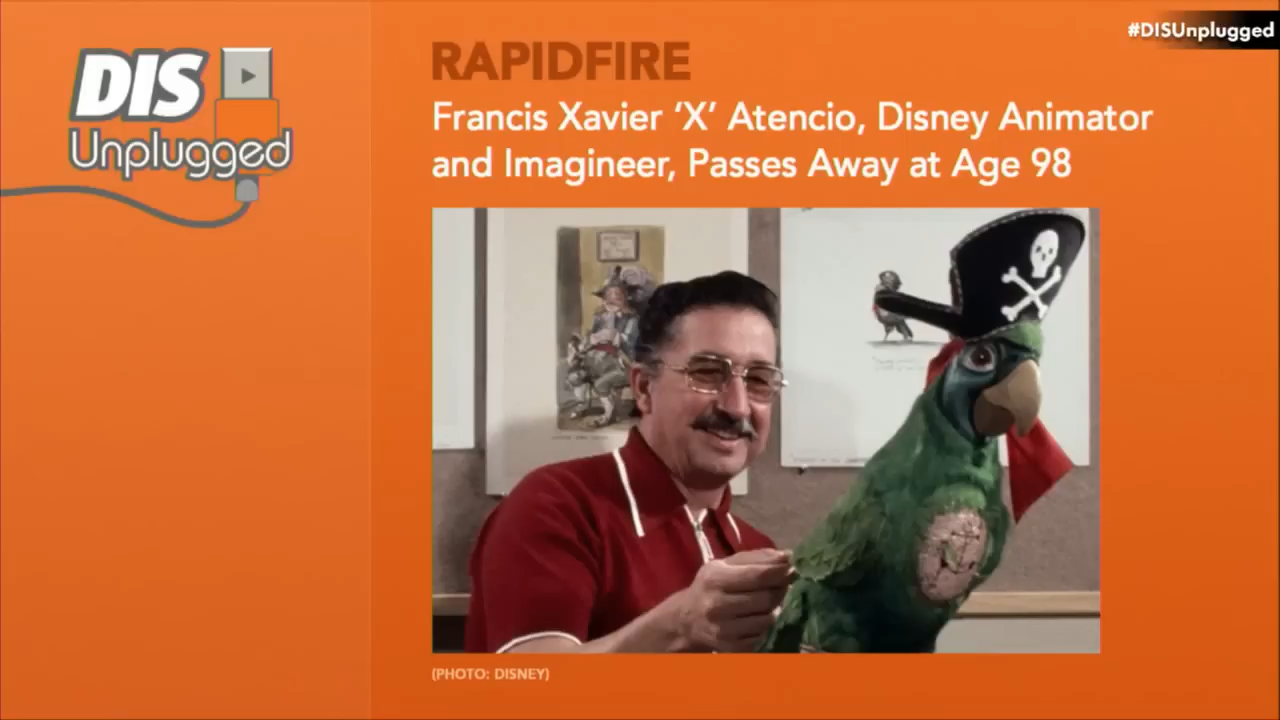 #DISUnplugged
DIS
Unplugged
RAPIDFIRE
Francis Xavier ‘X’ Atencio, Disney Animator
and Imagineer, Passes Away at Age 98
(PHOTO: DISNEY)